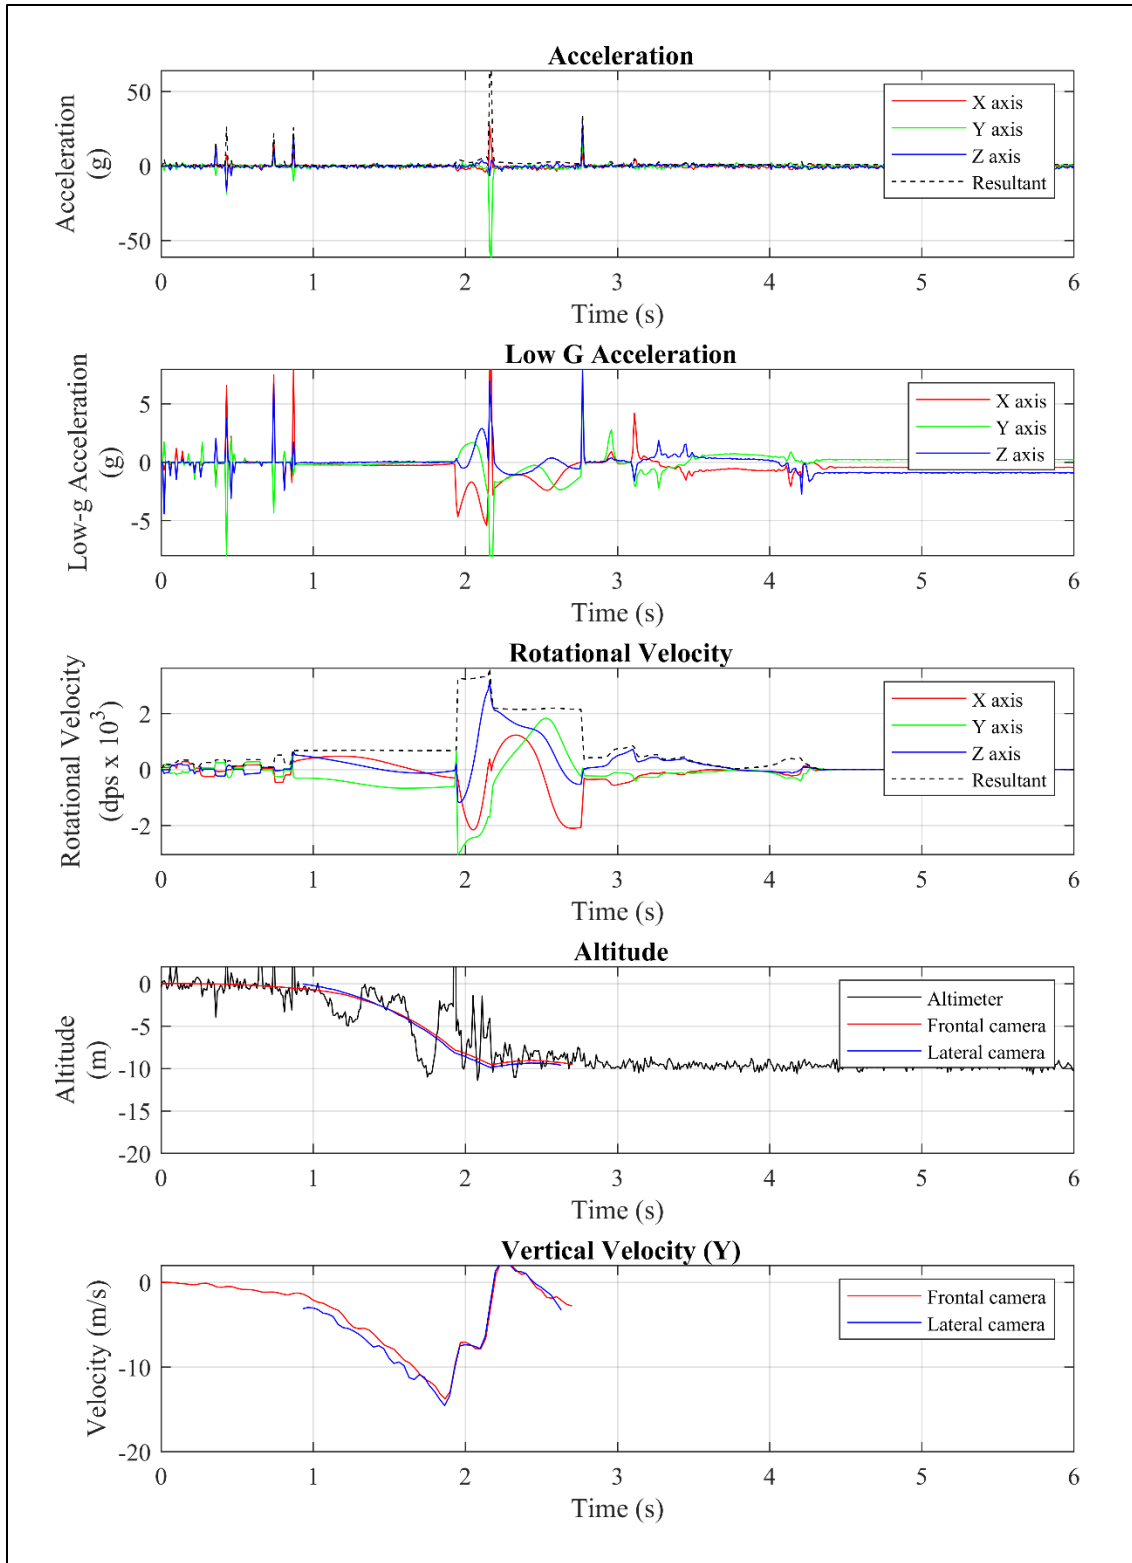 Acceleration
50
0
-50
Acceleration
(g)
X axis
Y axis
Z axis
Resultant
0 1 2 3 4 5 6
Time (s)
Low G Acceleration
5
0
-5
Low-g Acceleration
(g)
X axis
Y axis
Z axis
0 1 2 3 4 5 6
Time (s)
Rotational Velocity
2
0
-2
Rotational Velocity
(dps x 10^3)
X axis
Y axis
Z axis
Resultant
0 1 2 3 4 5 6
Time (s)
Altitude
0
-5
-10
-15
-20
Altitude
(m)
Altimeter
Frontal camera
Lateral camera
0 1 2 3 4 5 6
Time (s)
Vertical Velocity (Y)
0
-10
-20
Velocity (m/s)
Frontal camera
Lateral camera
0 1 2 3 4 5 6
Time (s)